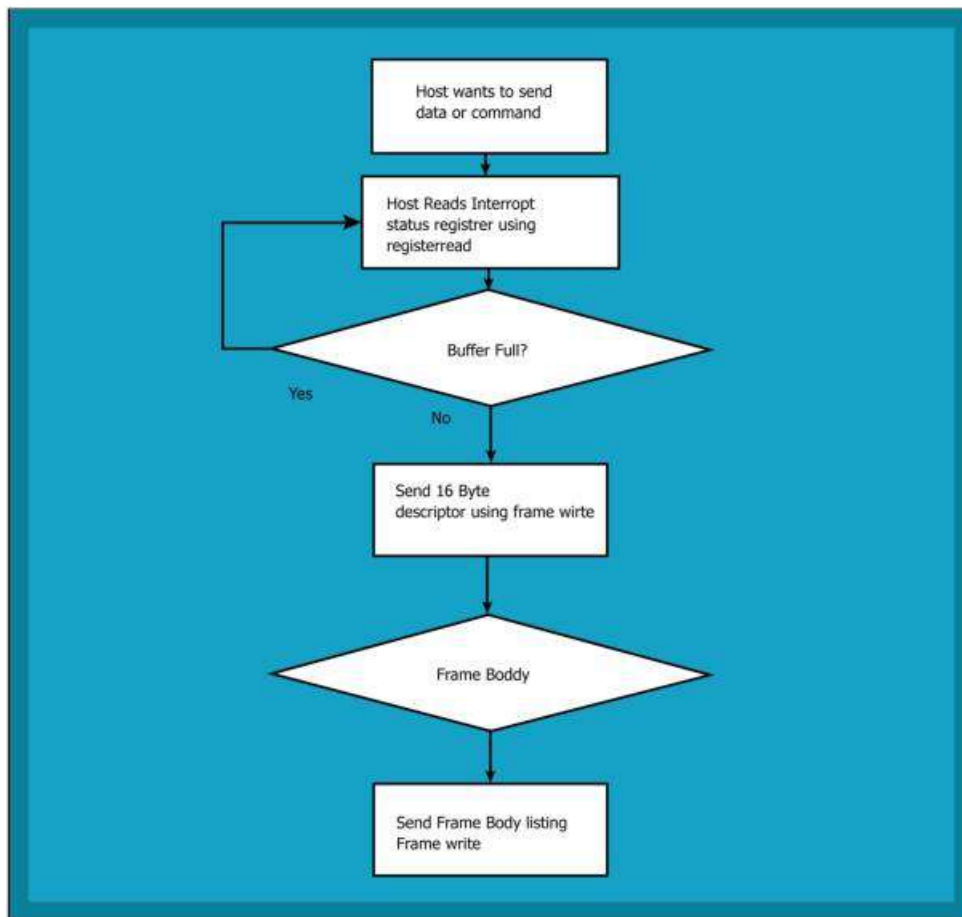 Host wants to send
data or command
Host Reads Interropt
status registrer using
registerread
Buffer Full?
Yes
No
Send 16 Byte
descriptor using frame wirte
Frame Boddy
Send Frame Body listing
Frame write